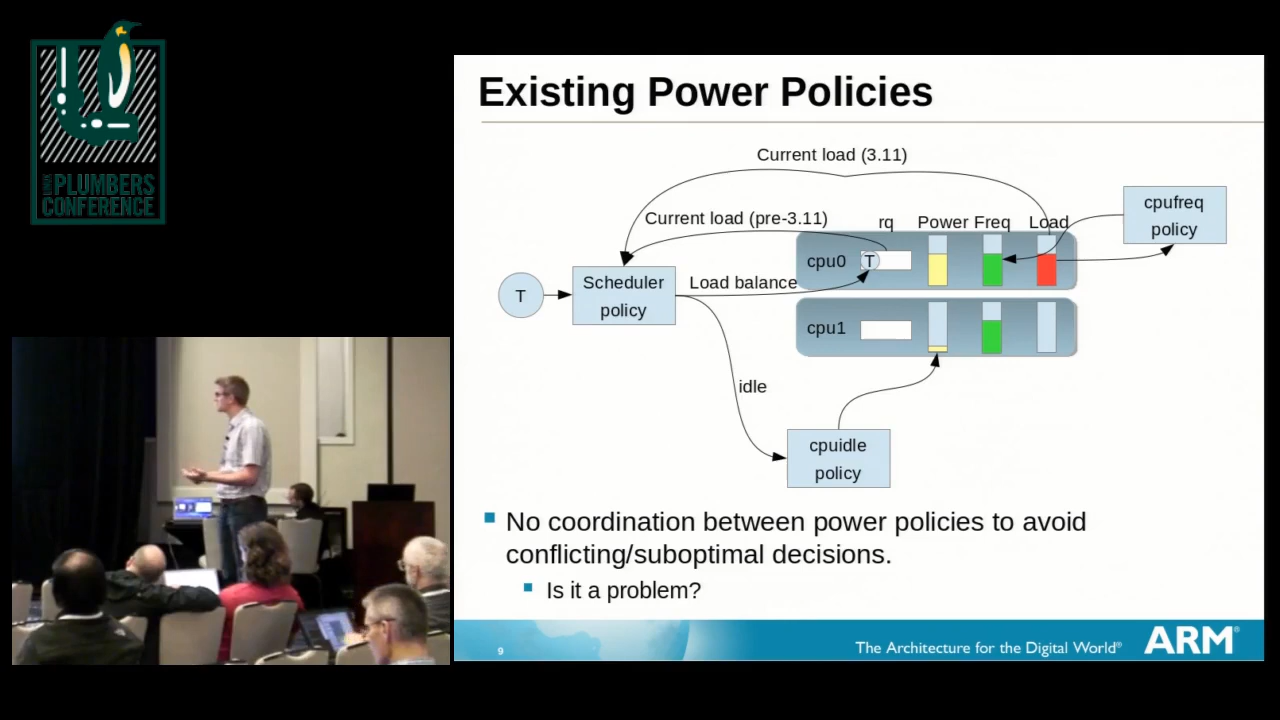 LINUX
PLUMBERS
CONFERENCE
Existing Power Policies
Current load (3.11)
Current load (pre-3.11)
rq
Power
Freq
Load
cpufreq
policy
cpu0
T
T
Scheduler
policy
Load balance
cpu1
idle
cpuidle
policy
No coordination between power policies to avoid
conflicting/suboptimal decisions.
Is it a problem?
9
The Architecture for the Digital World®
ARM®